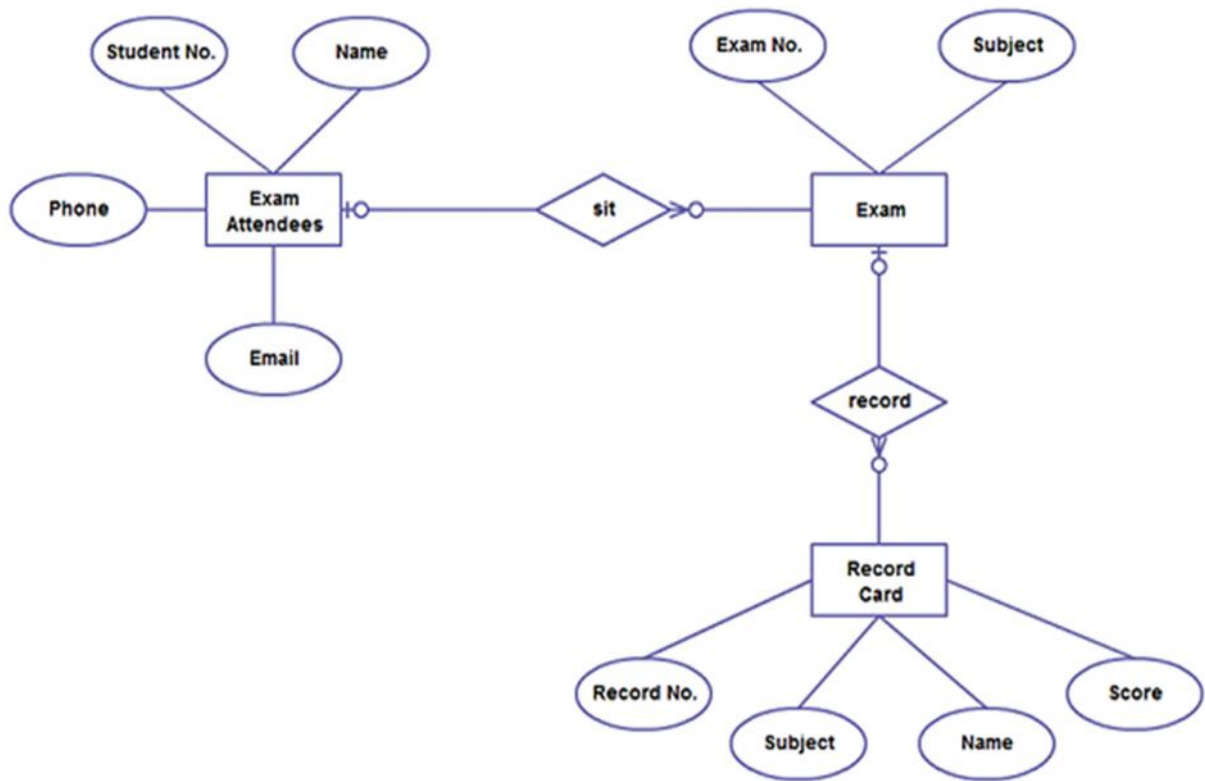 Student No.
Name
Exam No.
Subject
Phone
Exam
Attendees
sit
Exam
Email
record
Record
Card
Record No.
Subject
Name
Score